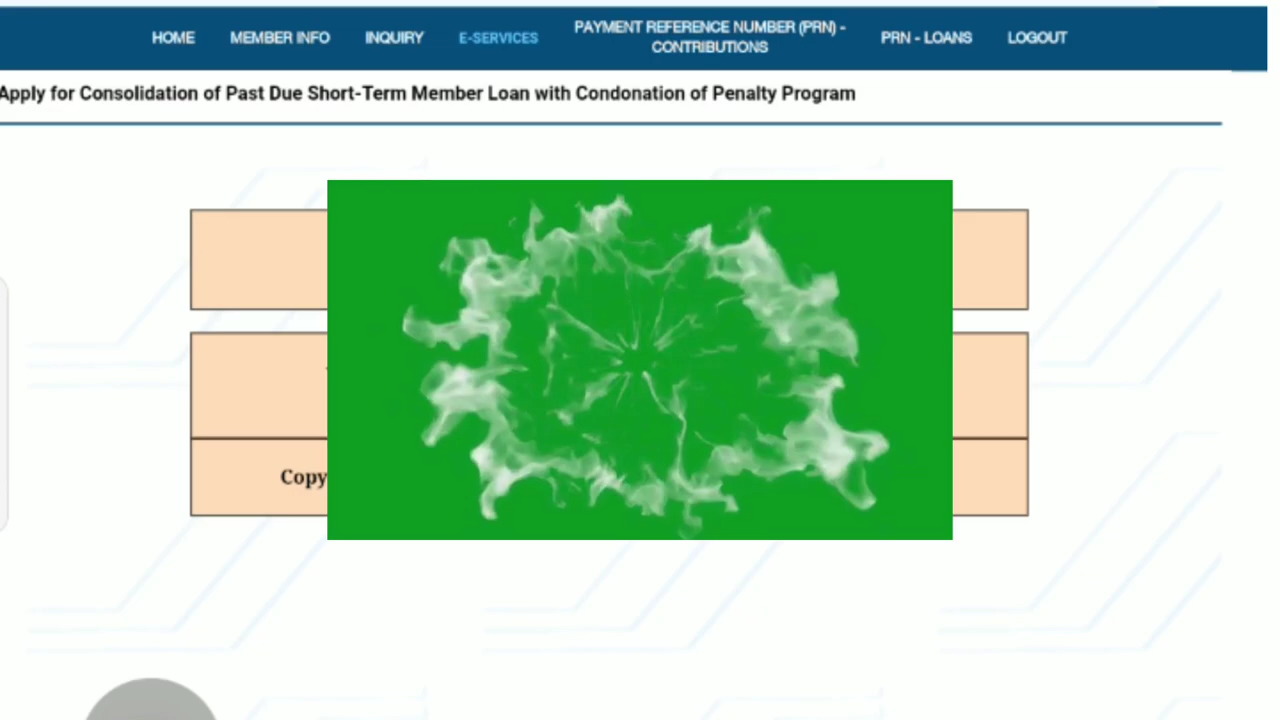 HOME MEMBER INFO INQUIRY E-SERVICES PAYMENT REFERENCE NUMBER (PRN) -
CONTRIBUTIONS PRN - LOANS LOGOUT
Apply for Consolidation of Past Due Short-Term Member Loan with Condonation of Penalty Program
Copy